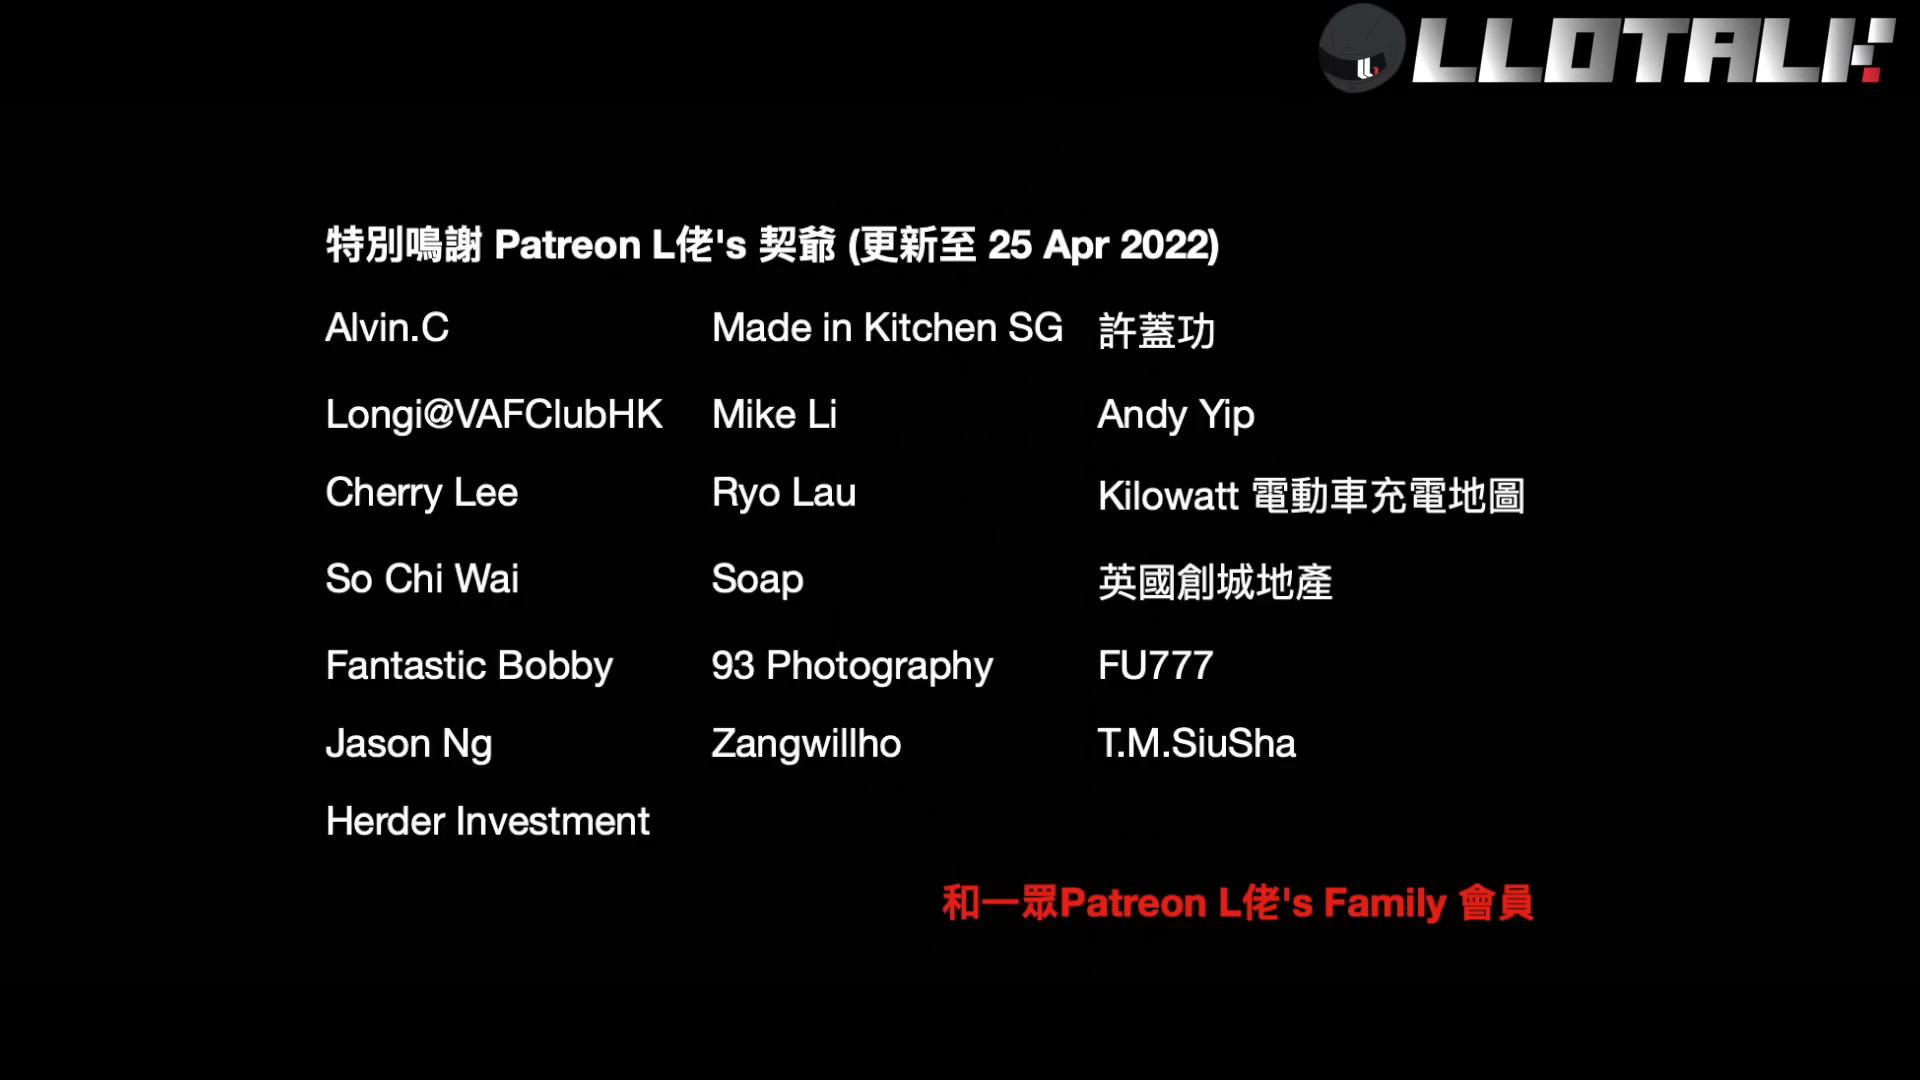 LLOTALK
特別鳴謝 Patreon L佬's 契爺 (更新至 25 Apr 2022)
Alvin.C Made in Kitchen SG 許蓋功
Longi@VAFClubHK Mike Li Andy Yip
Cherry Lee Ryo Lau Kilowatt 電動車充電地圖
So Chi Wai Soap 英國創城地產
Fantastic Bobby 93 Photography FU777
Jason Ng Zangwillho T.M.SiuSha
Herder Investment
和一眾Patreon L佬's Family 會員